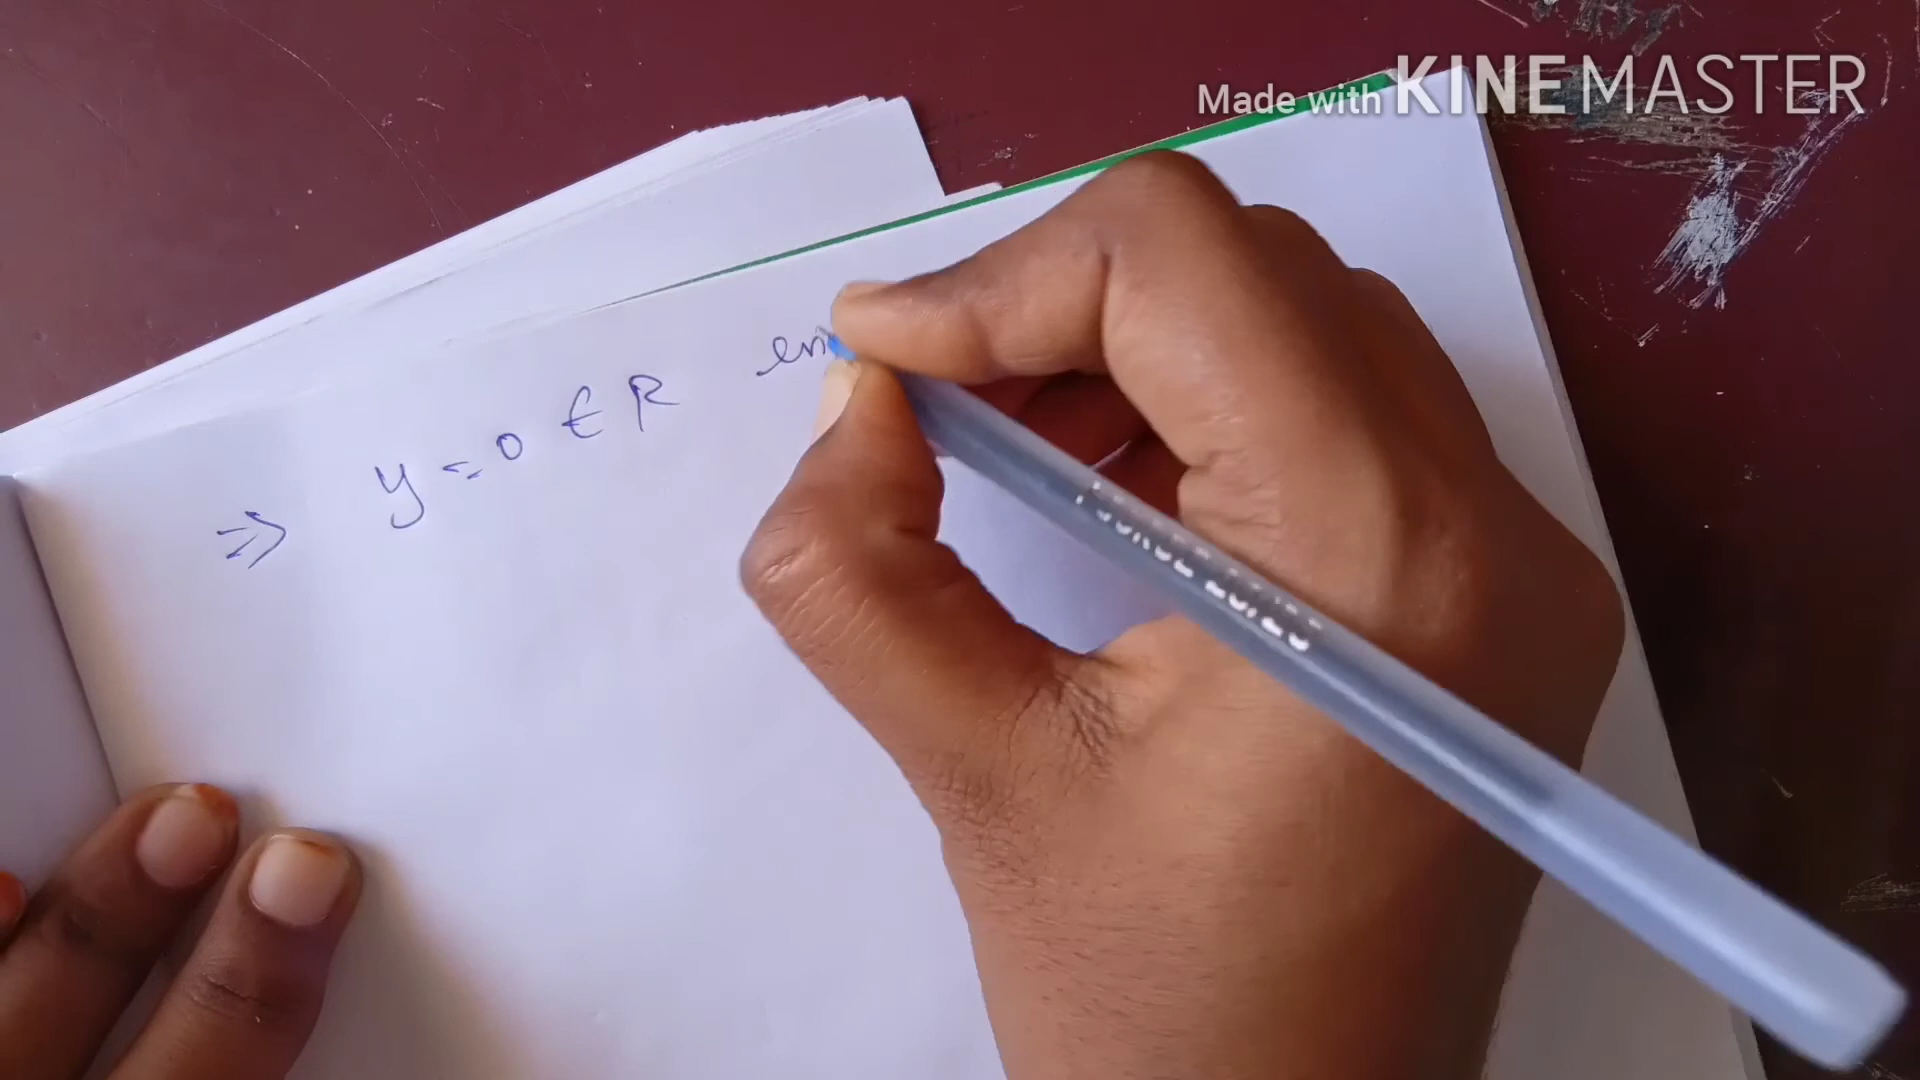 Made with KINEMASTER
⇒ y = 0 ∈ R